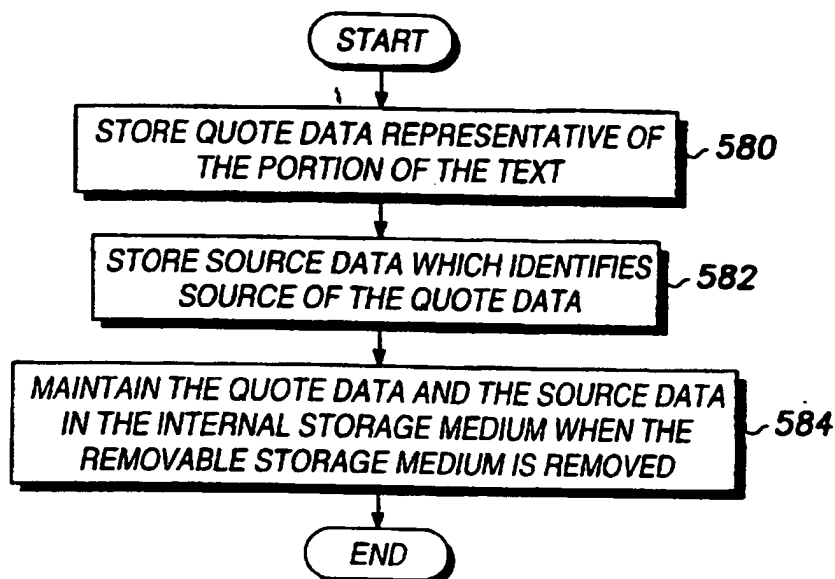 START
STORE QUOTE DATA REPRESENTATIVE OF
THE PORTION OF THE TEXT
580
STORE SOURCE DATA WHICH IDENTIFIES
SOURCE OF THE QUOTE DATA
582
MAINTAIN THE QUOTE DATA AND THE SOURCE DATA
IN THE INTERNAL STORAGE MEDIUM WHEN THE
REMOVABLE STORAGE MEDIUM IS REMOVED
584
END